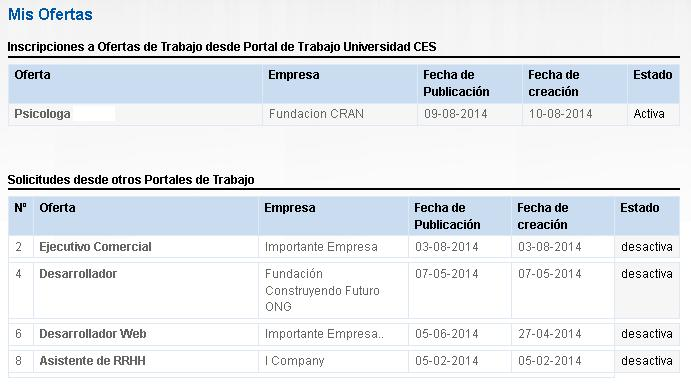 Mis Ofertas
Inscripciones a Ofertas de Trabajo desde Portal de Trabajo Universidad CES
Oferta Empresa Fecha de Publicación Fecha de creación Estado
Psicologa Fundacion CRAN 09-08-2014 10-08-2014 Activa
Solicitudes desde otros Portales de Trabajo
Nº Oferta Empresa Fecha de Publicación Fecha de creación Estado
2 Ejecutivo Comercial Importante Empresa 03-08-2014 03-08-2014 desactiva
4 Desarrollador Fundación Construyendo Futuro ONG 07-05-2014 07-05-2014 desactiva
6 Desarrollador Web Importante Empresa.. 05-06-2014 27-04-2014 desactiva
8 Asistente de RRHH I Company 05-02-2014 05-02-2014 desactiva